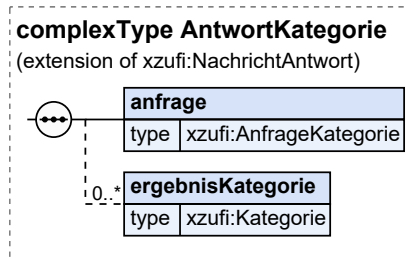 complexType AntwortKategorie
(extension of xzufi:NachrichtAntwort)
anfrage
type xzufi:AnfrageKategorie
0..* ergebnisKategorie
type xzufi:Kategorie